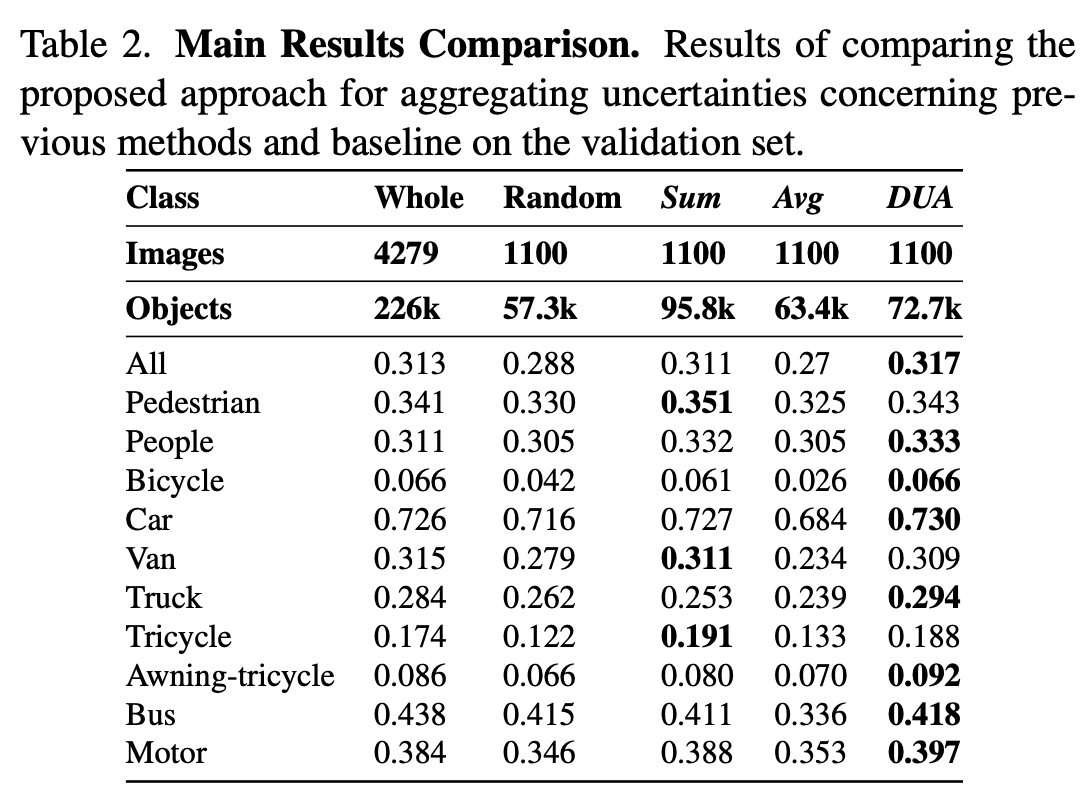 Table 2. Main Results Comparison. Results of comparing the
proposed approach for aggregating uncertainties concerning pre-
vious methods and baseline on the validation set.
Class Whole Random Sum Avg DUA
Images 4279 1100 1100 1100 1100
Objects 226k 57.3k 95.8k 63.4k 72.7k
All 0.313 0.288 0.311 0.27 0.317
Pedestrian 0.341 0.330 0.351 0.325 0.343
People 0.311 0.305 0.332 0.305 0.333
Bicycle 0.066 0.042 0.061 0.026 0.066
Car 0.726 0.716 0.727 0.684 0.730
Van 0.315 0.279 0.311 0.234 0.309
Truck 0.284 0.262 0.253 0.239 0.294
Tricycle 0.174 0.122 0.191 0.133 0.188
Awning-tricycle 0.086 0.066 0.080 0.070 0.092
Bus 0.438 0.415 0.411 0.336 0.418
Motor 0.384 0.346 0.388 0.353 0.397